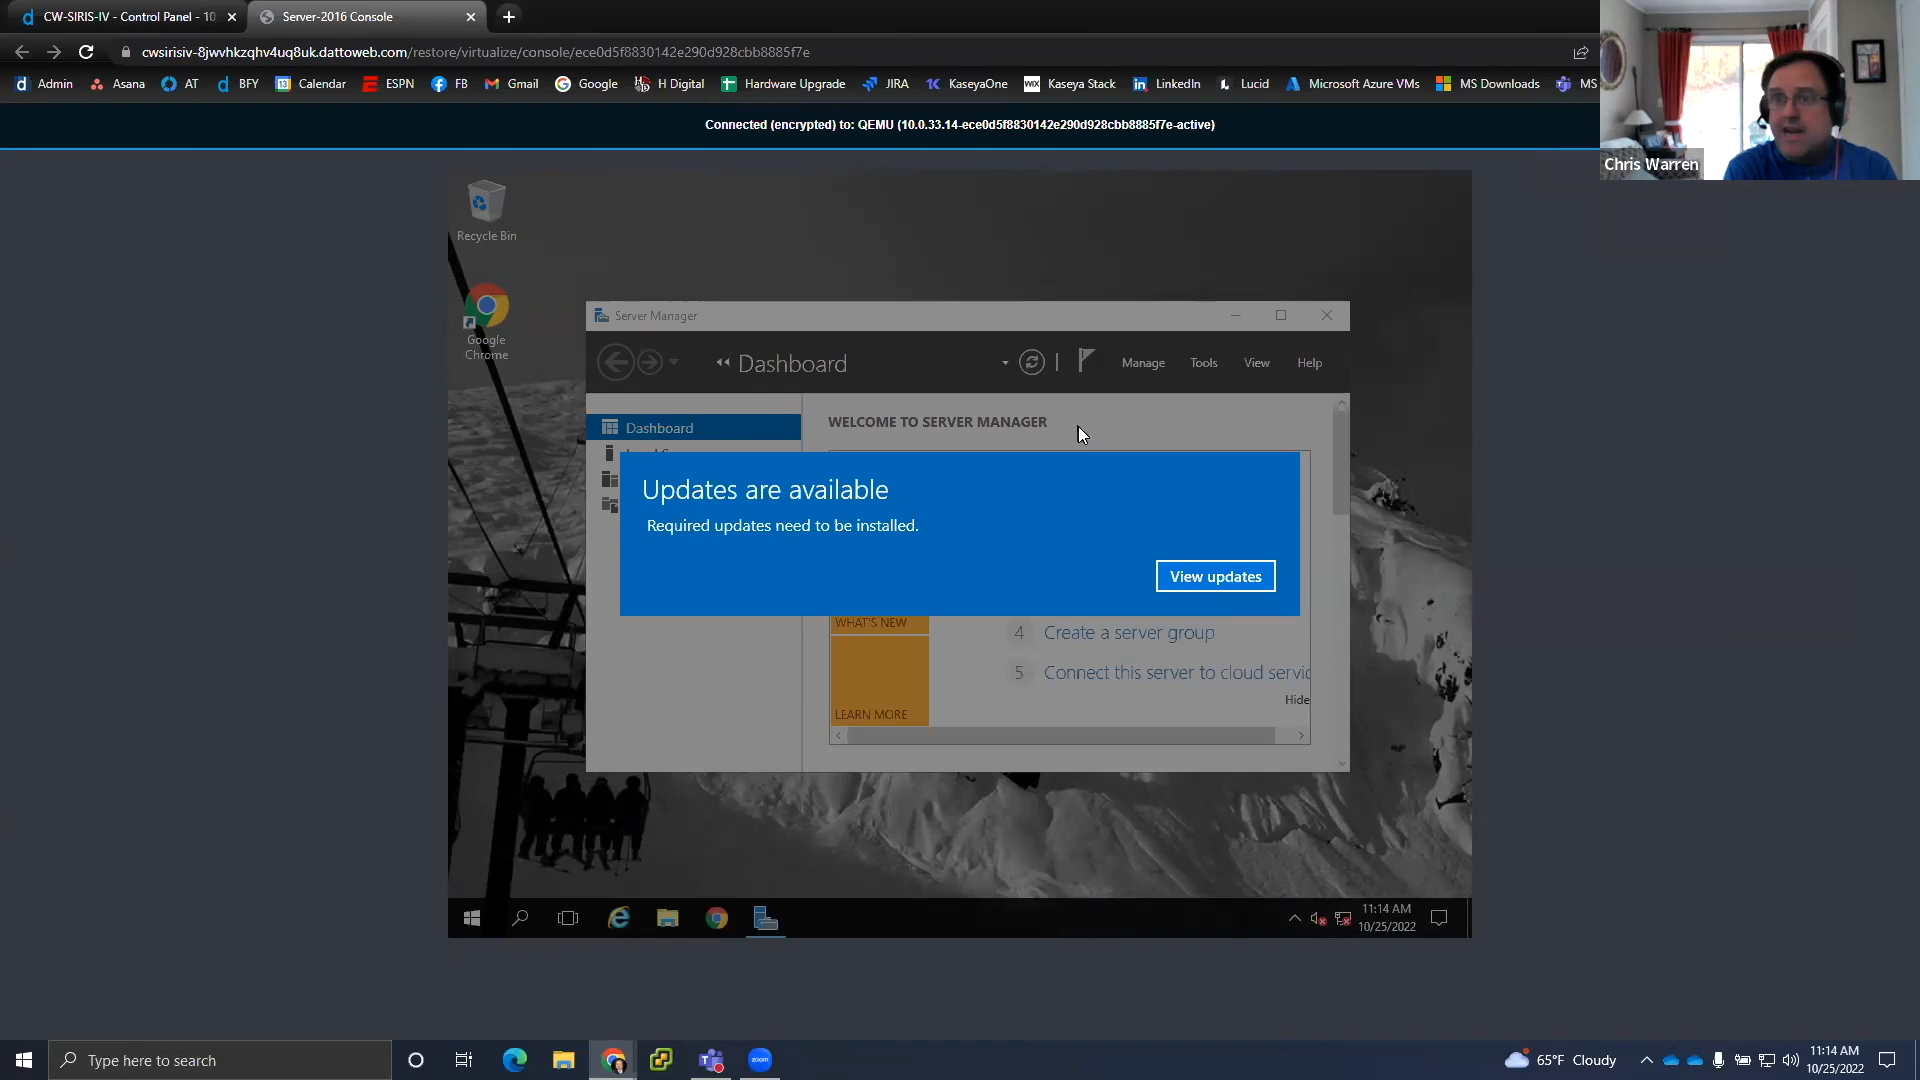 CW-SIRIS-IV - Control Panel - 10
Server-2016 Console
cwsirisiv-8jwvhkzqhv4uq8uk.dattoweb.com/restore/virtualize/console/ece0d5f8830142e290d928cbb8885f7e
Admin Asana AT BFY Calendar ESPN FB Gmail Google H Digital Hardware Upgrade JIRA KaseyaOne Kaseya Stack LinkedIn Lucid Microsoft Azure VMs MS Downloads MS
Connected (encrypted) to: QEMU (10.0.33.14-ece0d5f8830142e290d928cbb8885f7e-active)
Chris Warren
Recycle Bin
Google
Chrome
Server Manager
Dashboard
Manage Tools View Help
Dashboard
WELCOME TO SERVER MANAGER
Updates are available
Required updates need to be installed.
View updates
WHAT'S NEW
4 Create a server group
5 Connect this server to cloud servic
Hide
LEARN MORE
11:14 AM
10/25/2022
Type here to search
zoom
65°F Cloudy
11:14 AM
10/25/2022